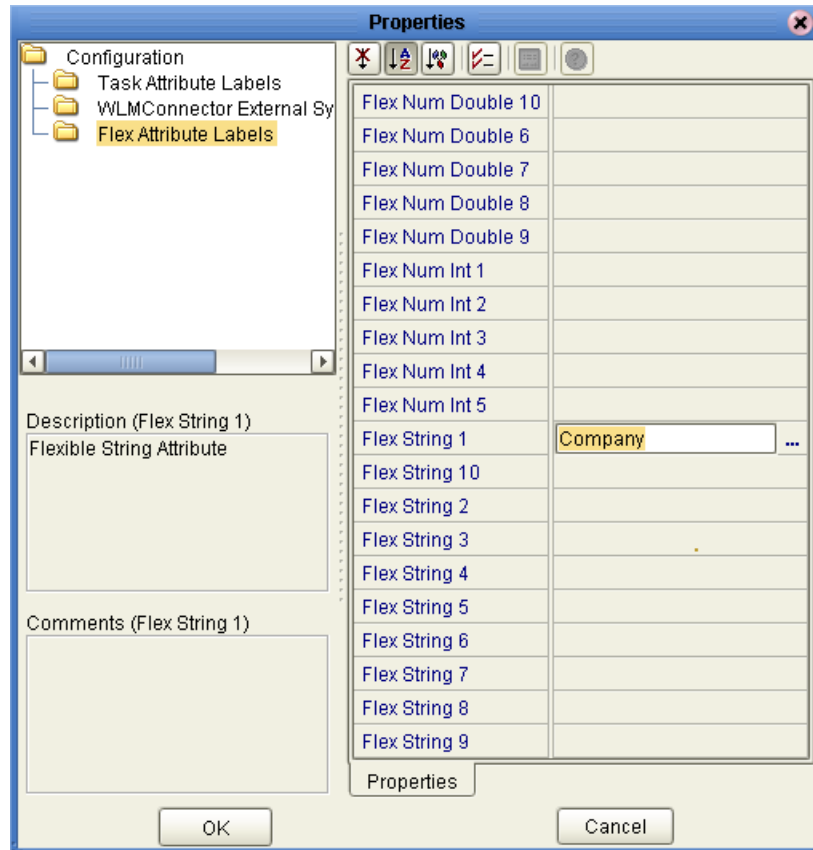 Properties
Configuration
Task Attribute Labels
WLMConnector External Sy
Flex Attribute Labels
Description (Flex String 1)
Flexible String Attribute
Comments (Flex String 1)
Flex Num Double 10
Flex Num Double 6
Flex Num Double 7
Flex Num Double 8
Flex Num Double 9
Flex Num Int 1
Flex Num Int 2
Flex Num Int 3
Flex Num Int 4
Flex Num Int 5
Flex String 1 Company ...
Flex String 10
Flex String 2
Flex String 3
Flex String 4
Flex String 5
Flex String 6
Flex String 7
Flex String 8
Flex String 9
Properties
OK Cancel